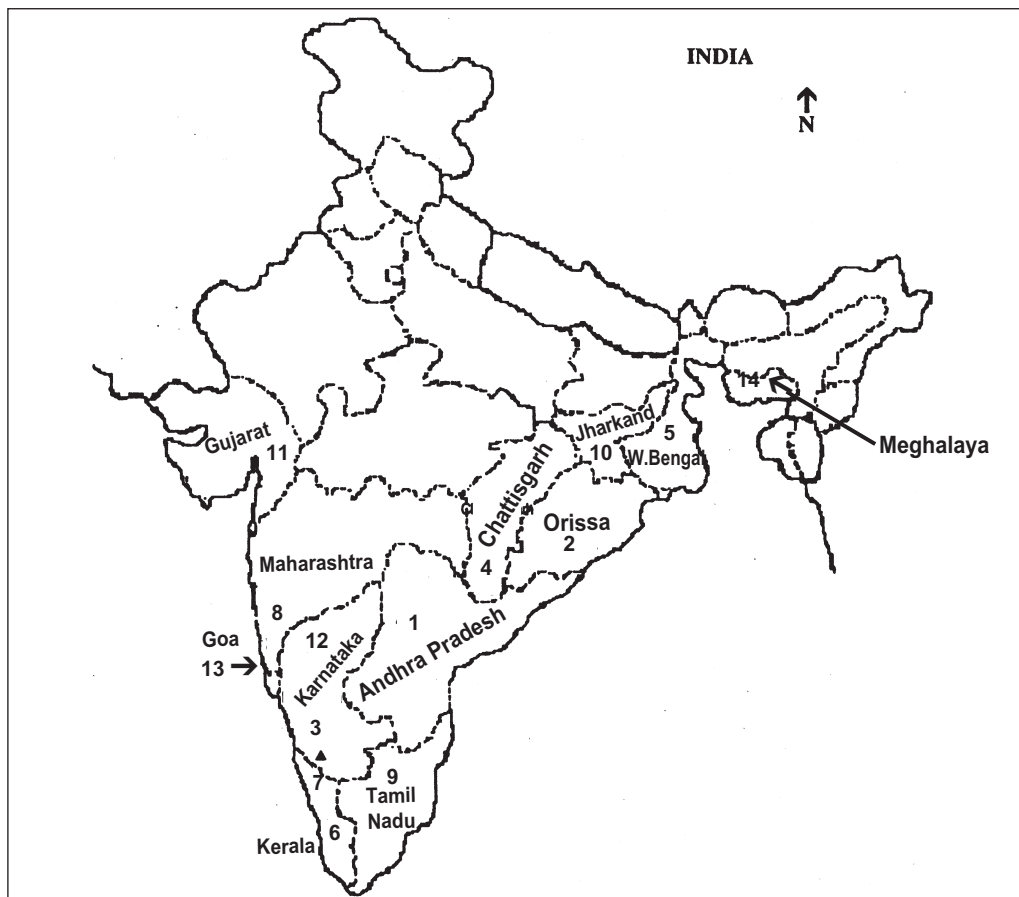 INDIA
N
14
Meghalaya
Gujarat
11
Jharkand
10
5
W.Bengal
Chattisgarh
4
Orissa
2
Maharashtra
8
12
Karnataka
3
1
Andhra Pradesh
Goa
13
7
9
Tamil
Nadu
6
Kerala